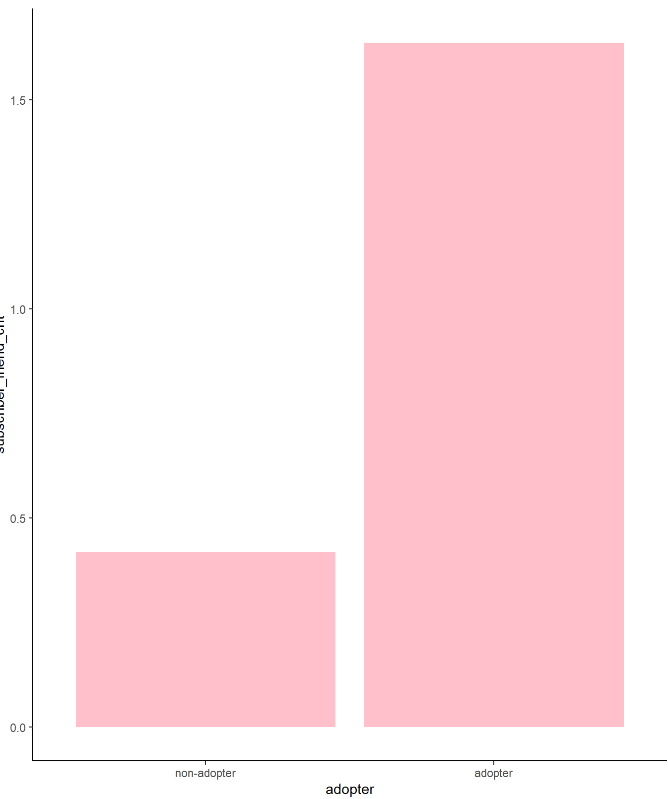 1.5
1.0
0.5
0.0
subscriber_friend_cnt
non-adopter adopter
adopter